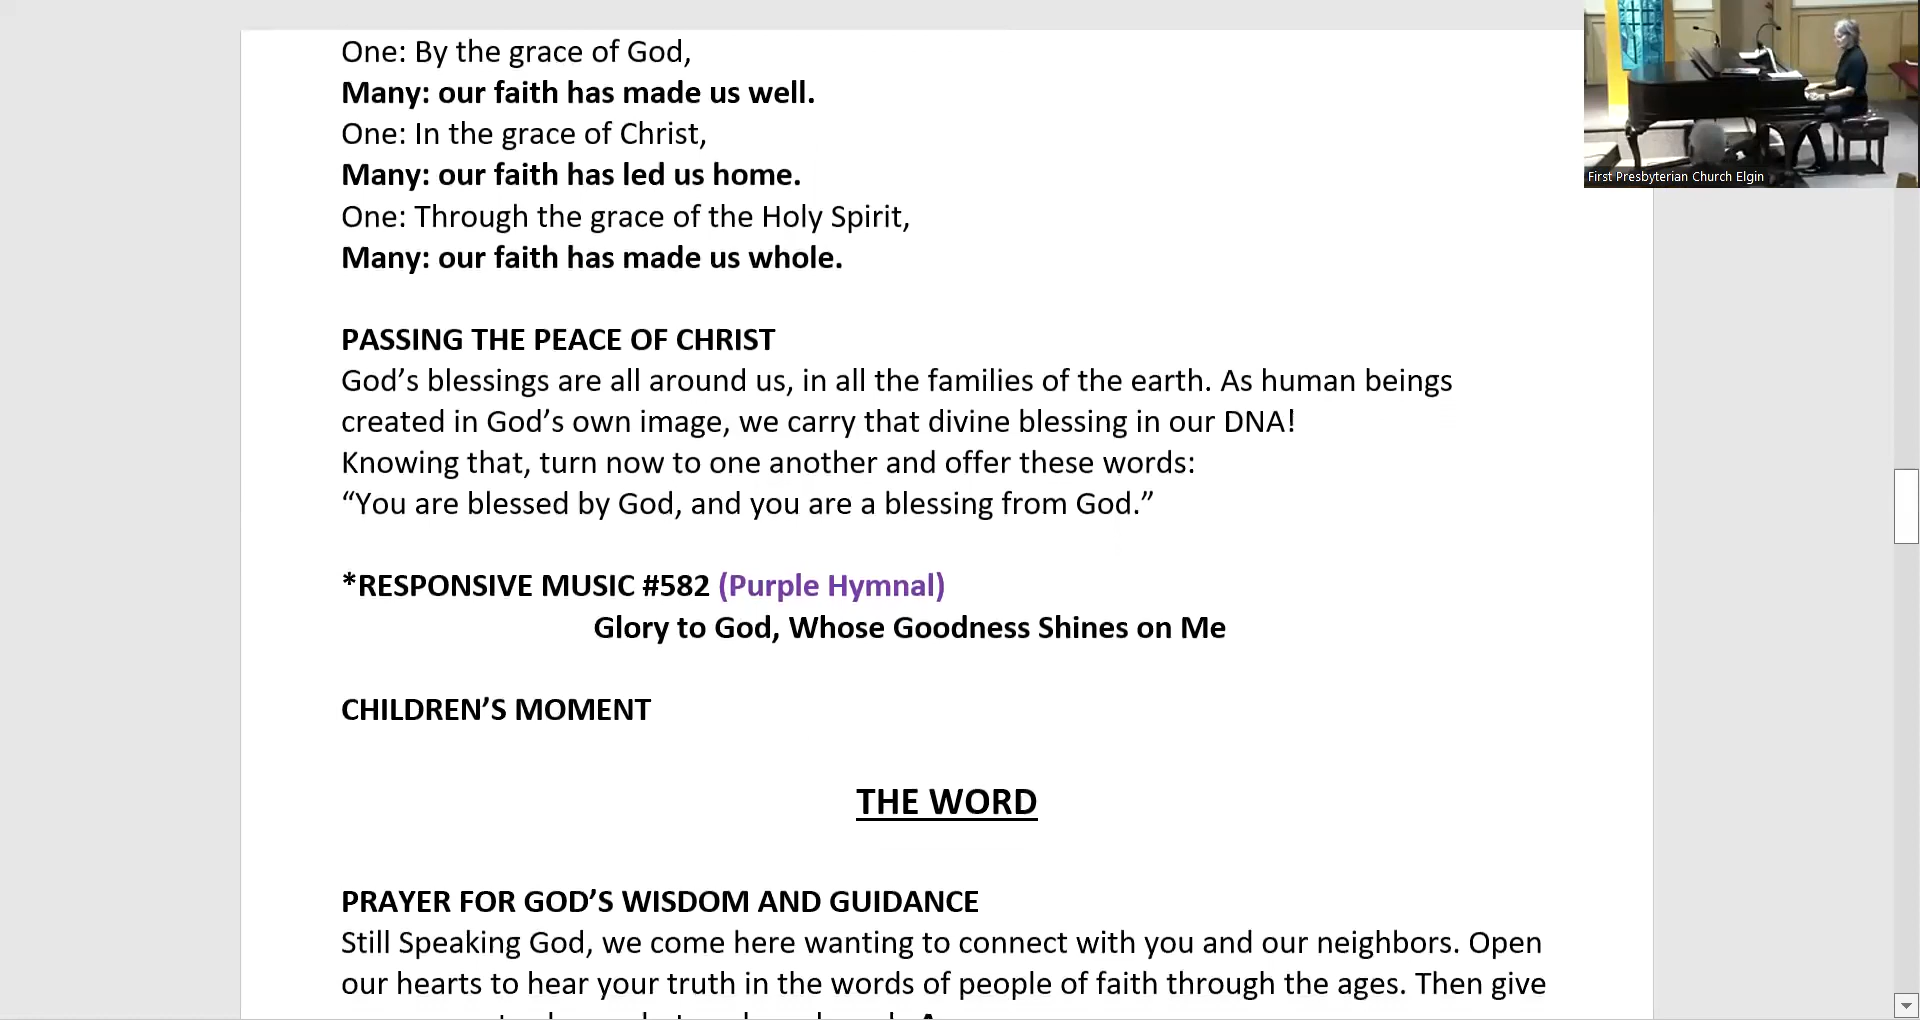 One: By the grace of God,
Many: our faith has made us well.
One: In the grace of Christ,
Many: our faith has led us home.
One: Through the grace of the Holy Spirit,
Many: our faith has made us whole.
PASSING THE PEACE OF CHRIST
God’s blessings are all around us, in all the families of the earth. As human beings
created in God’s own image, we carry that divine blessing in our DNA!
Knowing that, turn now to one another and offer these words:
“You are blessed by God, and you are a blessing from God.”
*RESPONSIVE MUSIC #582 (Purple Hymnal)
Glory to God, Whose Goodness Shines on Me
CHILDREN’S MOMENT
THE WORD
PRAYER FOR GOD’S WISDOM AND GUIDANCE
Still Speaking God, we come here wanting to connect with you and our neighbors. Open
our hearts to hear your truth in the words of people of faith through the ages. Then give
First Presbyterian Church Elgin